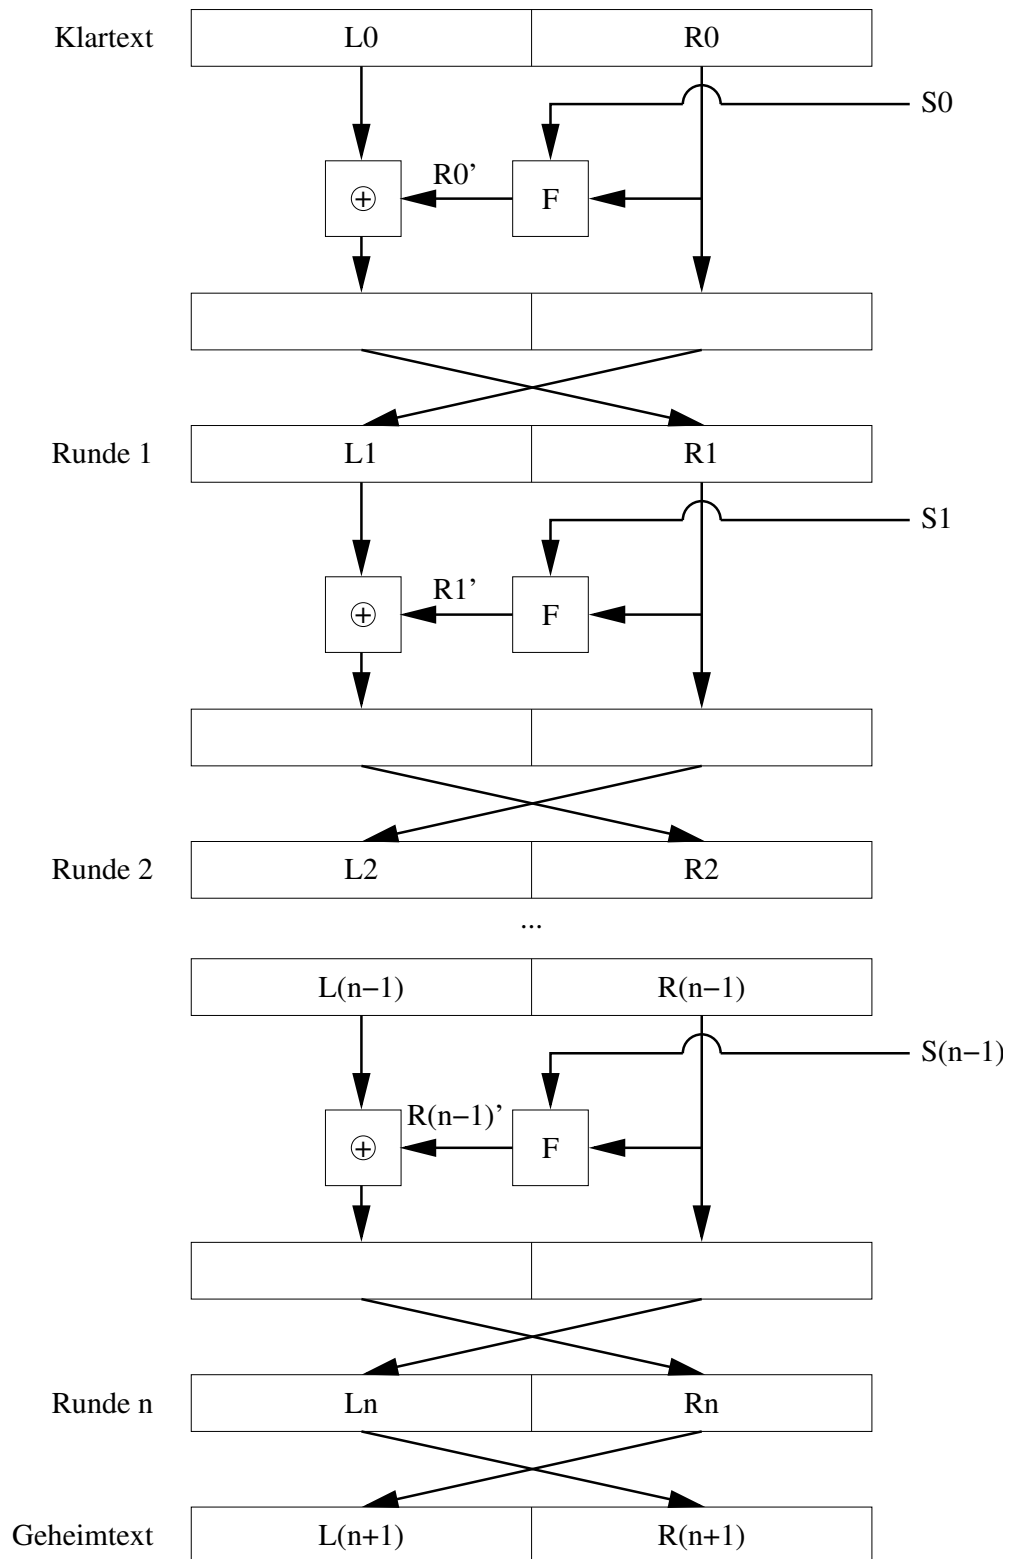 Klartext L0 R0
S0
R0’ F
⊕
Runde 1 L1 R1
S1
R1’ F
⊕
Runde 2 L2 R2
...
L(n−1) R(n−1)
S(n−1)
R(n−1)’ F
⊕
Runde n Ln Rn
Geheimtext L(n+1) R(n+1)